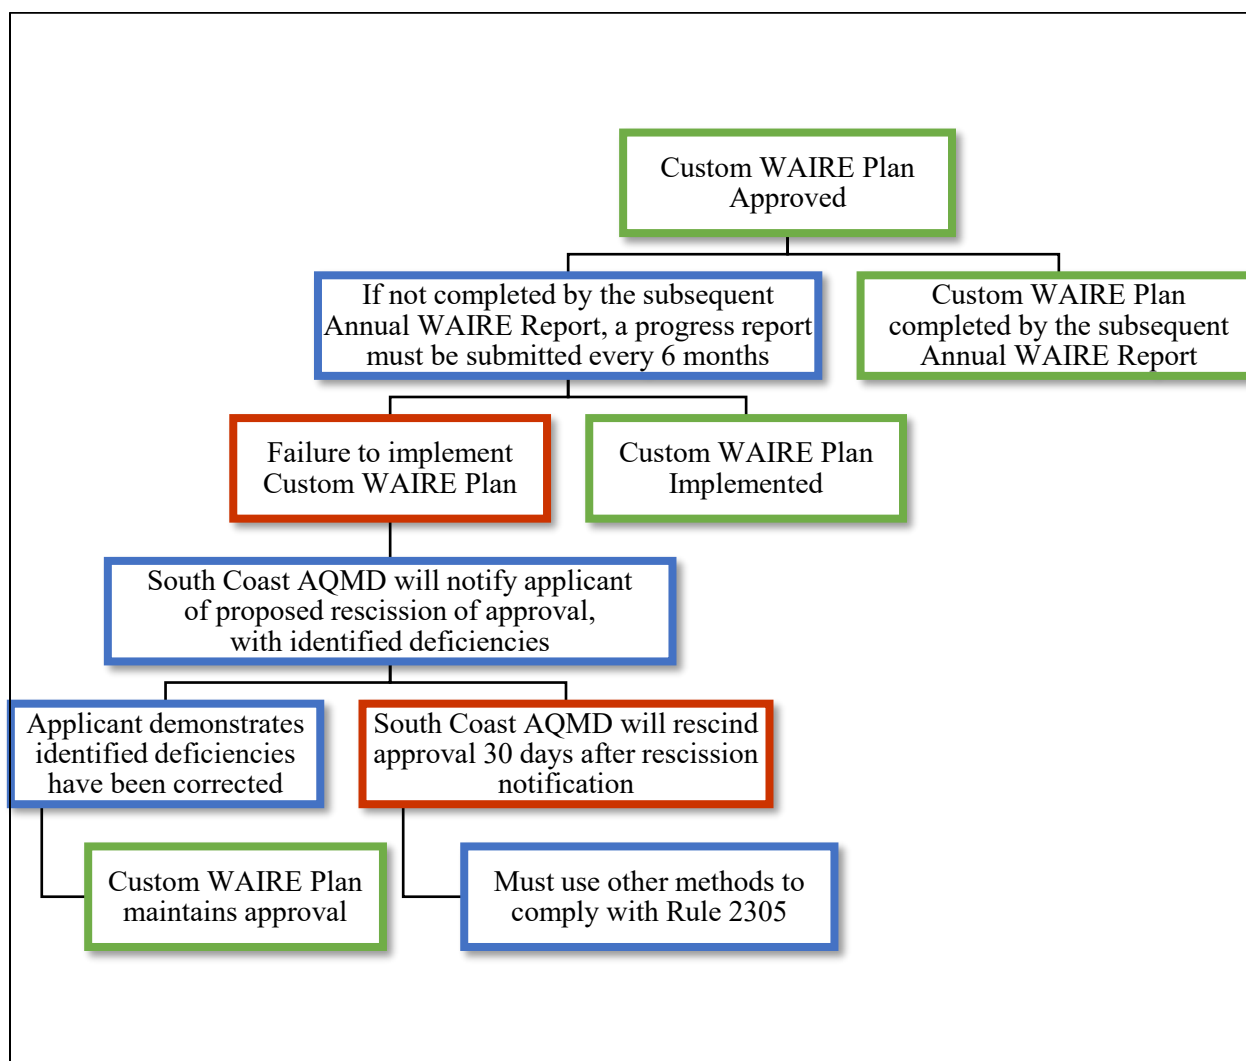 Custom WAIRE Plan
Approved
If not completed by the subsequent
Annual WAIRE Report, a progress report
must be submitted every 6 months
Custom WAIRE Plan
completed by the subsequent
Annual WAIRE Report
Failure to implement
Custom WAIRE Plan
Custom WAIRE Plan
Implemented
South Coast AQMD will notify applicant
of proposed rescission of approval,
with identified deficiencies
Applicant demonstrates
identified deficiencies
have been corrected
South Coast AQMD will rescind
approval 30 days after rescission
notification
Custom WAIRE Plan
maintains approval
Must use other methods to
comply with Rule 2305